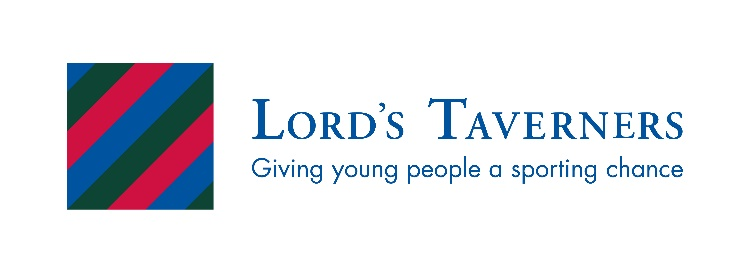 Lord's Taverners
Giving young people a sporting chance